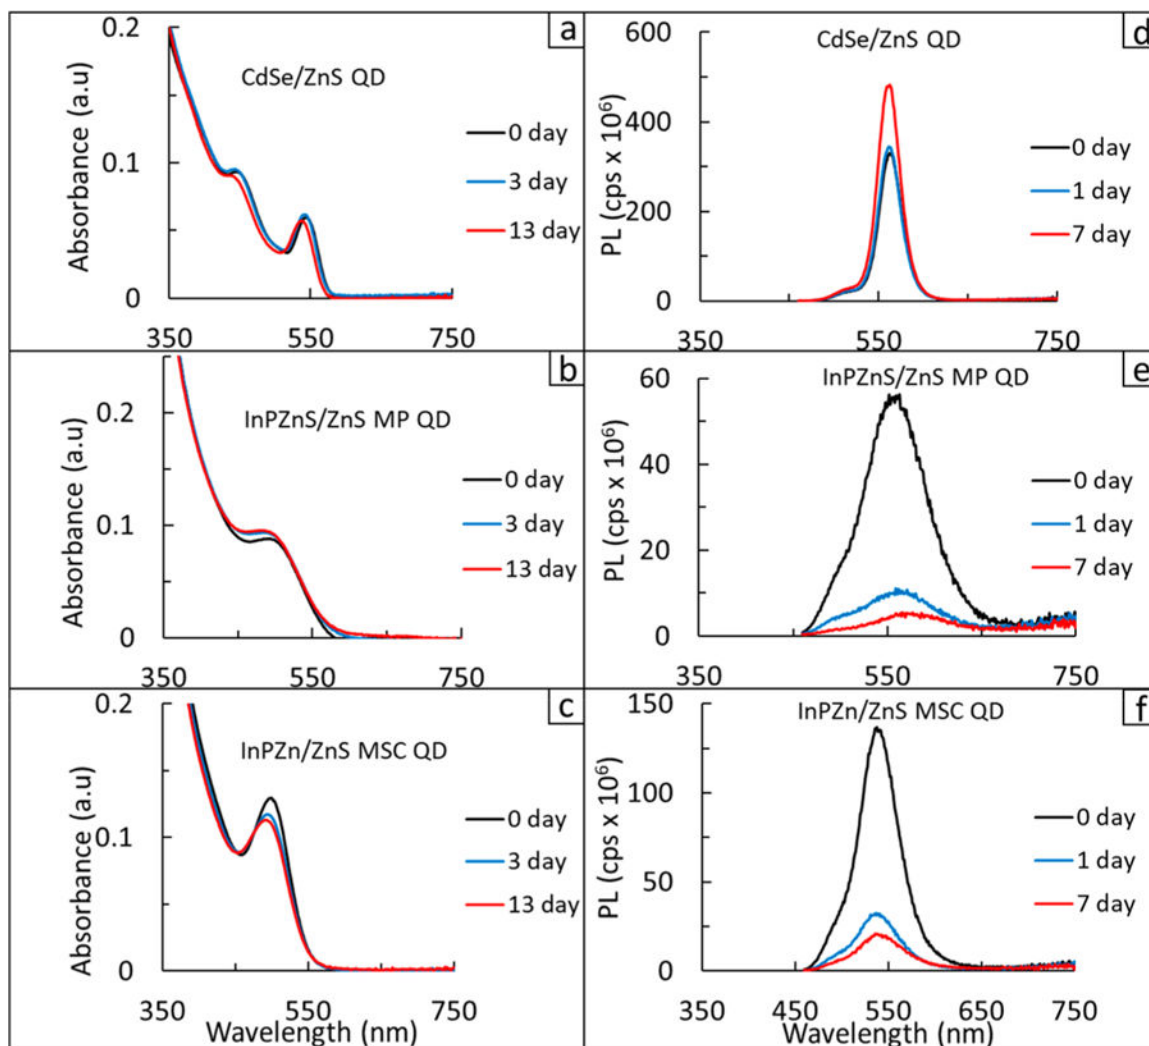 a
CdSe/ZnS QD
Absorbance (a.u)
0.2
0.1
0
0 day
3 day
13 day
350
550
750
d
CdSe/ZnS QD
PL (cps x 10⁶)
600
400
200
0
0 day
1 day
7 day
350
550
750
b
InPZnS/ZnS MP QD
Absorbance (a.u)
0.2
0.1
0
0 day
3 day
13 day
350
550
750
e
InPZnS/ZnS MP QD
PL (cps x 10⁶)
60
40
20
0
0 day
1 day
7 day
350
550
750
c
InPZn/ZnS MSC QD
Absorbance (a.u)
0.2
0.1
0
0 day
3 day
13 day
350
550
750
Wavelength (nm)
f
InPZn/ZnS MSC QD
PL (cps x 10⁶)
150
100
50
0
0 day
1 day
7 day
350
450
550
650
750
Wavelength (nm)